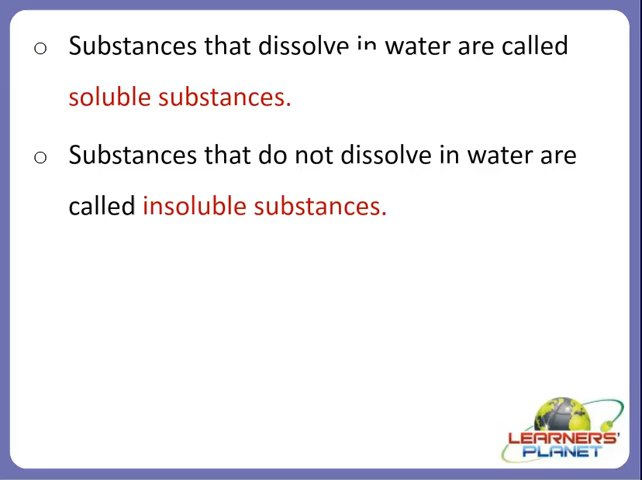 ○ Substances that dissolve in water are called
soluble substances.
○ Substances that do not dissolve in water are
called insoluble substances.
LEARNERS'
PLANET